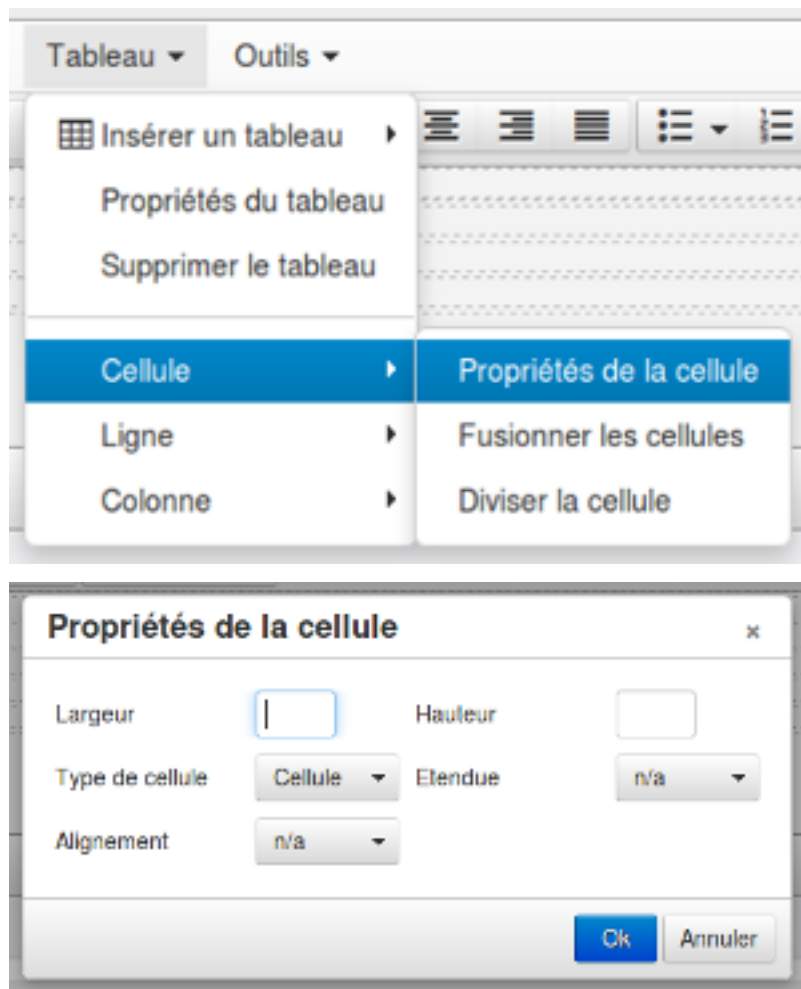 Tableau Outils
Insérer un tableau
Propriétés du tableau
Supprimer le tableau
Cellule Propriétés de la cellule
Ligne Fusionner les cellules
Colonne Diviser la cellule
Propriétés de la cellule ×
Largeur Hauteur
Type de cellule Cellule Etendue n/a
Alignement n/a
Ok Annuler